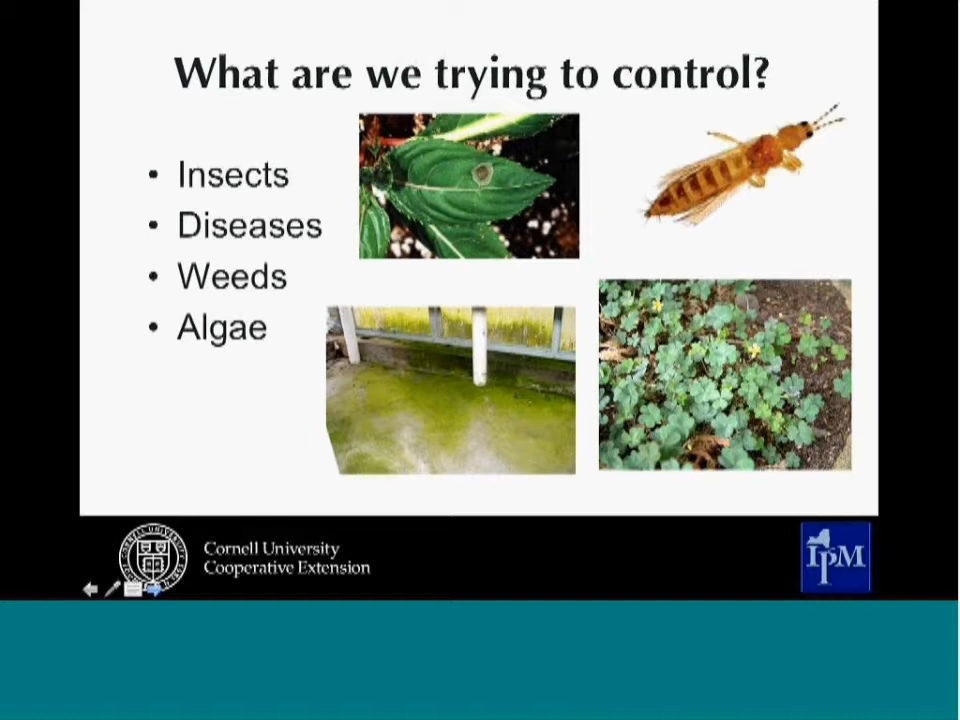 What are we trying to control?
• Insects
• Diseases
• Weeds
• Algae
Cornell University
Cooperative Extension
IPM